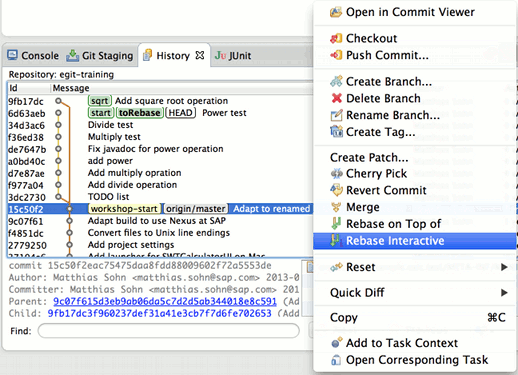 Console Git Staging History JUnit
Repository: egit-training
Id Message
9fb17dc sqrt Add square root operation
6d63aeb start toRebase HEAD Power test
34d3ac6 Divide test
f36ed38 Multiply test
de7647b Fix javadoc for power operation
a0bd40c add power
d7e87ae Add multiply opration
f977a04 Add divide operation
3dc2730 TODO list
15c50f2 workshop-start origin/master Adapt to renamed
9c07f61 Adapt build to use Nexus at SAP
f4851dc Convert files to Unix line endings
2779250 Add project settings
Add launcher for SWTCalculatorUI on Mac
commit 15c50f2eac75475daa8fdd88009602f72a5553de
Author: Matthias Sohn <matthias.sohn@sap.com> 2013-0
Committer: Matthias Sohn <matthias.sohn@sap.com> 201
Parent: 9c07f615d3eb9ab06da5c7d2d5ab344018e8c591 (Ad
Child: 9fb17dc3f960237def31a41e3cb7f7d6fe702653 (Add
Find:
Open in Commit Viewer
Checkout
Push Commit...
Create Branch...
Delete Branch
Rename Branch...
Create Tag...
Create Patch...
Cherry Pick
Revert Commit
Merge
Rebase on Top of
Rebase Interactive
Reset
Quick Diff
Copy ⌘C
Add to Task Context
Open Corresponding Task